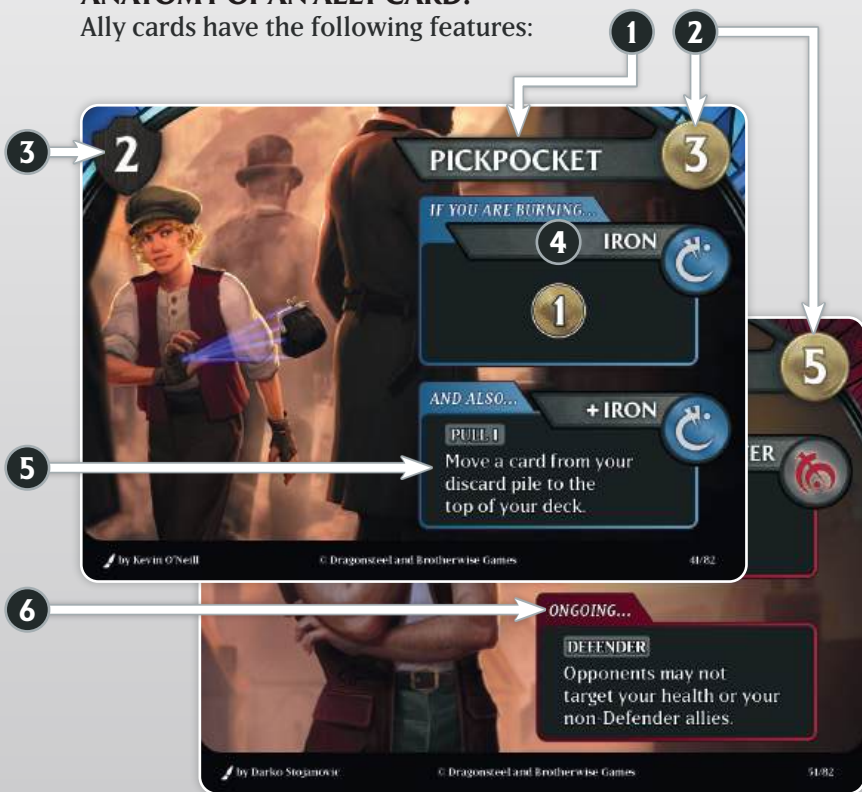 ANATOMY OF AN ALLY CARD:
Ally cards have the following features:
1 2
3 2 PICKPOCKET 3
IF YOU ARE BURNING...
4 IRON
1
5
AND ALSO...
+ IRON
ER
PULL 1
5 Move a card from your
discard pile to the
top of your deck.
by Kevin O'Neill © Dragonsteel and Brotherwise Games 41/82
6 ONGOING...
DEFENDER
Opponents may not
target your health or your
non-Defender allies.
by Darko Stojanovic © Dragonsteel and Brotherwise Games 51/82